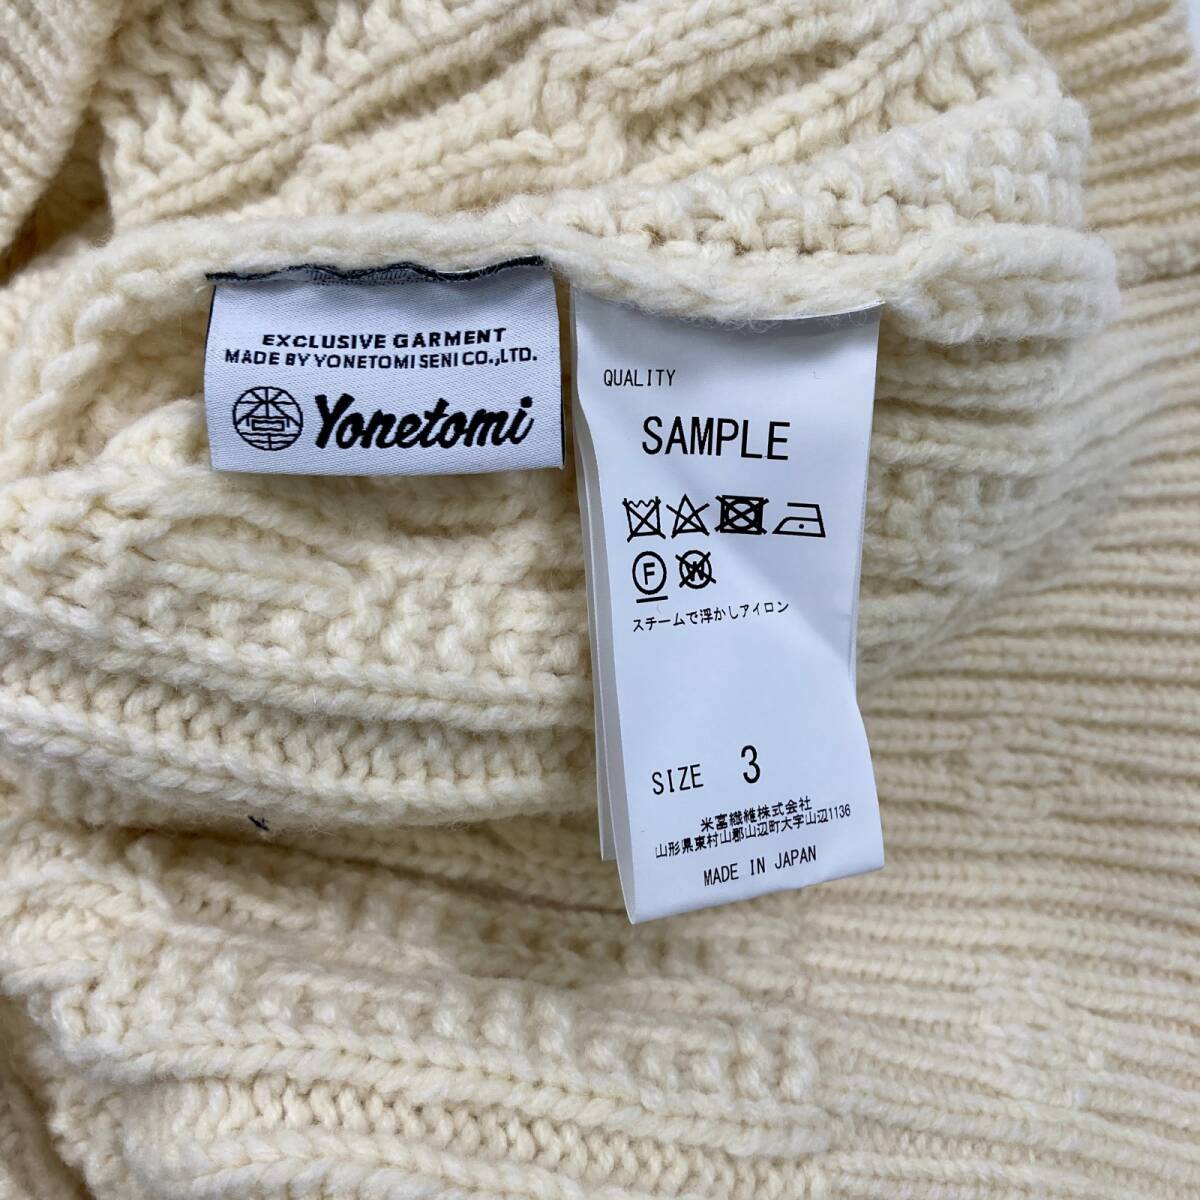 EXCLUSIVE GARMENT
MADE BY YONETOMI SENI CO.,LTD.
Yonetomi
QUALITY
SAMPLE
F
W
スチームで浮かしアイロン
SIZE 3
米富繊維株式会社
山形県東村山郡山辺町大字山辺1136
MADE IN JAPAN